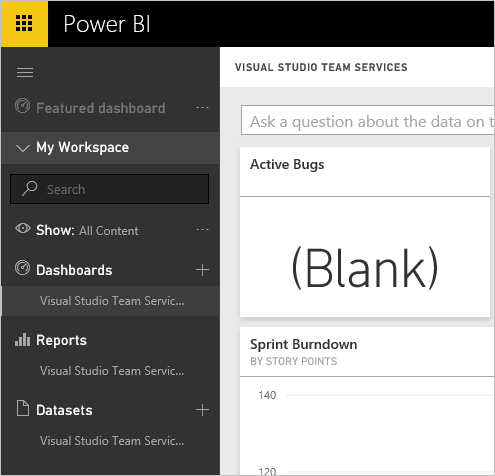 Power BI
Featured dashboard ...
My Workspace
Search
Show: All Content ...
Dashboards +
Visual Studio Team Servic...
Reports
Visual Studio Team Servic...
Datasets +
Visual Studio Team Servic...
VISUAL STUDIO TEAM SERVICES
Ask a question about the data on t
Active Bugs
(Blank)
Sprint Burndown
BY STORY POINTS
140
120